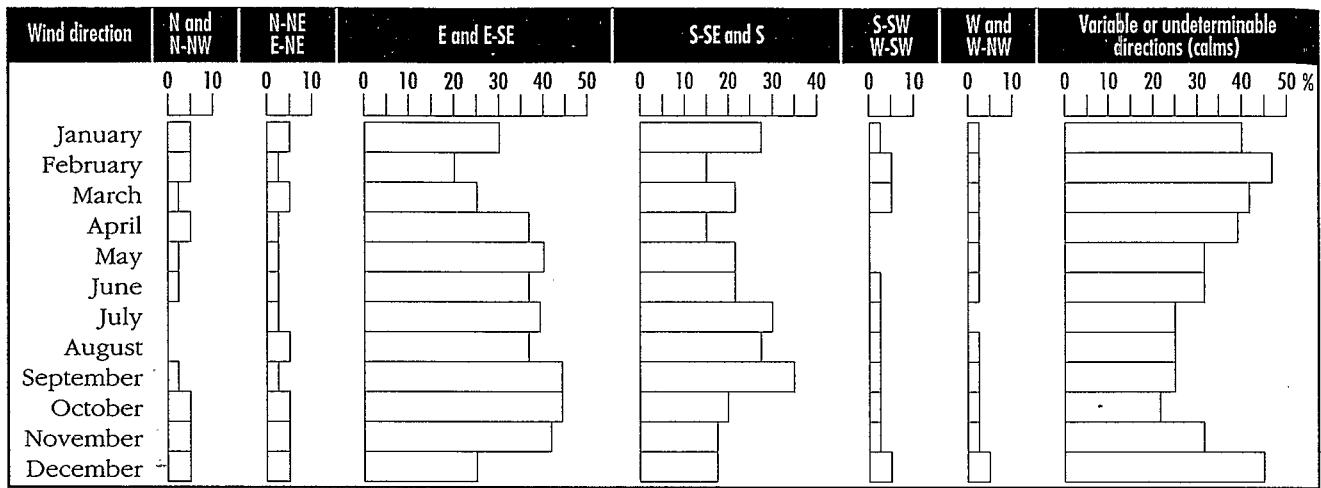 Wind direction N and N-NW N-NE E-NE E and E-SE S-SE and S S-SW W-SW W and W-NW Variable or undeterminable directions (calms)
0 10 0 10 0 10 20 30 40 50 0 10 20 30 40 0 10 0 10 0 10 20 30 40 50 %
January
February
March
April
May
June
July
August
September
October
November
December